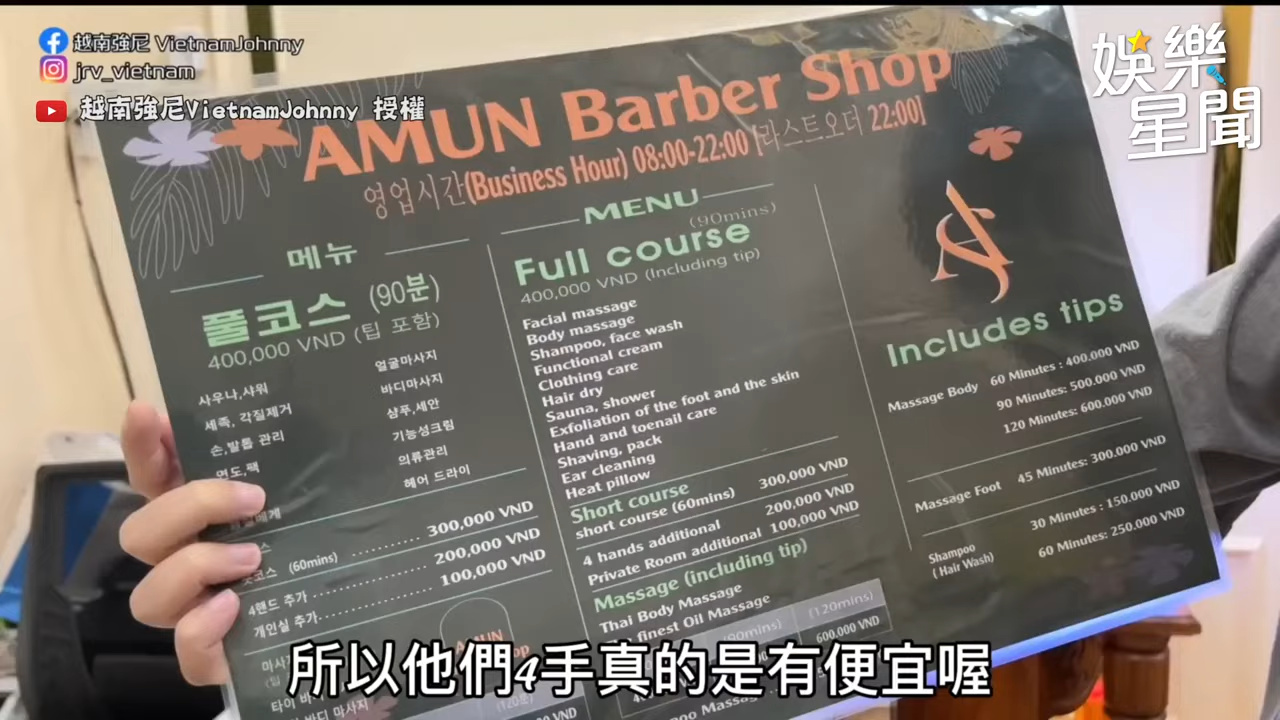 越南強尼 VietnamJohnny
jrv_vietnam
越南強尼VietnamJohnny 授權
娛樂
星聞
AMUN Barber Shop
영업시간(Business Hour) 08:00-22:00 [라스트오더 22:00]
메뉴
풀코스 (90분)
400,000 VND (팁 포함)
사우나,샤워
세족, 각질제거
손,발톱 관리
면도,팩
얼굴마사지
바디마사지
샴푸,세안
기능성크림
의류관리
헤어 드라이
(60mins) .......... 300,000 VND
4핸드 추가 .......... 200,000 VND
개인실 추가.......... 100,000 VND
MENU
(90mins)
Full course
400,000 VND (Including tip)
Facial massage
Body massage
Shampoo, face wash
Functional cream
Clothing care
Hair dry
Sauna, shower
Exfoliation of the foot and the skin
Hand and toenail care
Shaving, pack
Ear cleaning
Heat pillow
Short course
short course (60mins) 300,000 VND
4 hands additional 200,000 VND
Private Room additional 100,000 VND
Massage (including tip)
Thai Body Massage
finest Oil Massage
(90mins) (120mins)
600.000 VND
Includes tips
Massage Body 60 Minutes : 400.000 VND
90 Minutes: 500.000 VND
120 Minutes: 600.000 VND
Massage Foot 45 Minutes: 300.000 VND
Shampoo
( Hair Wash)
30 Minutes : 150.000 VND
60 Minutes: 250.000 VND
所以他們4手真的是有便宜喔